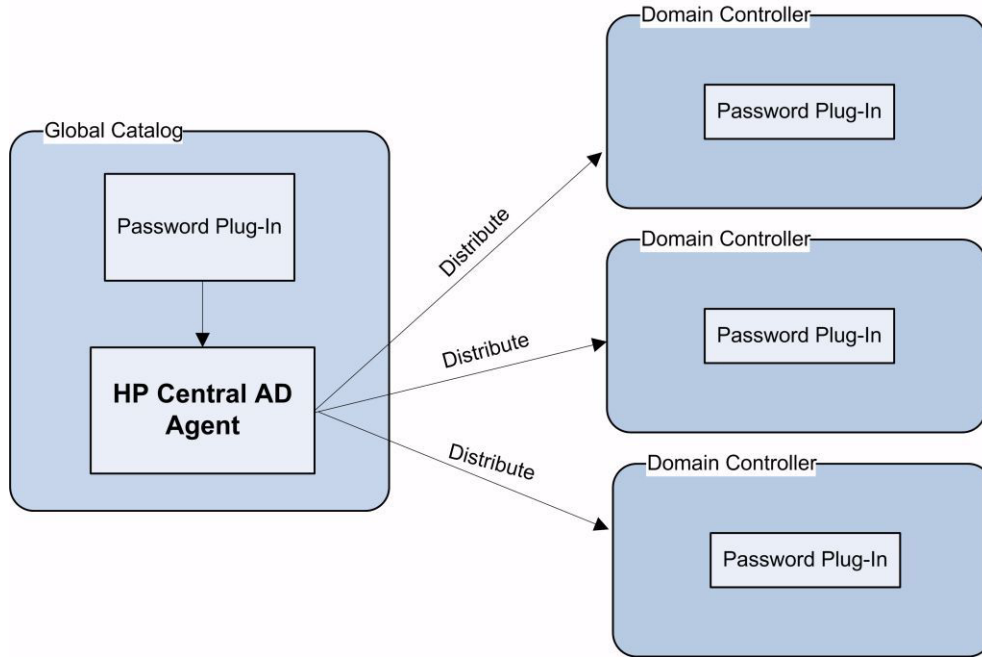 Global Catalog
Password Plug-In
HP Central AD
Agent
Distribute
Distribute
Distribute
Domain Controller
Password Plug-In
Domain Controller
Password Plug-In
Domain Controller
Password Plug-In